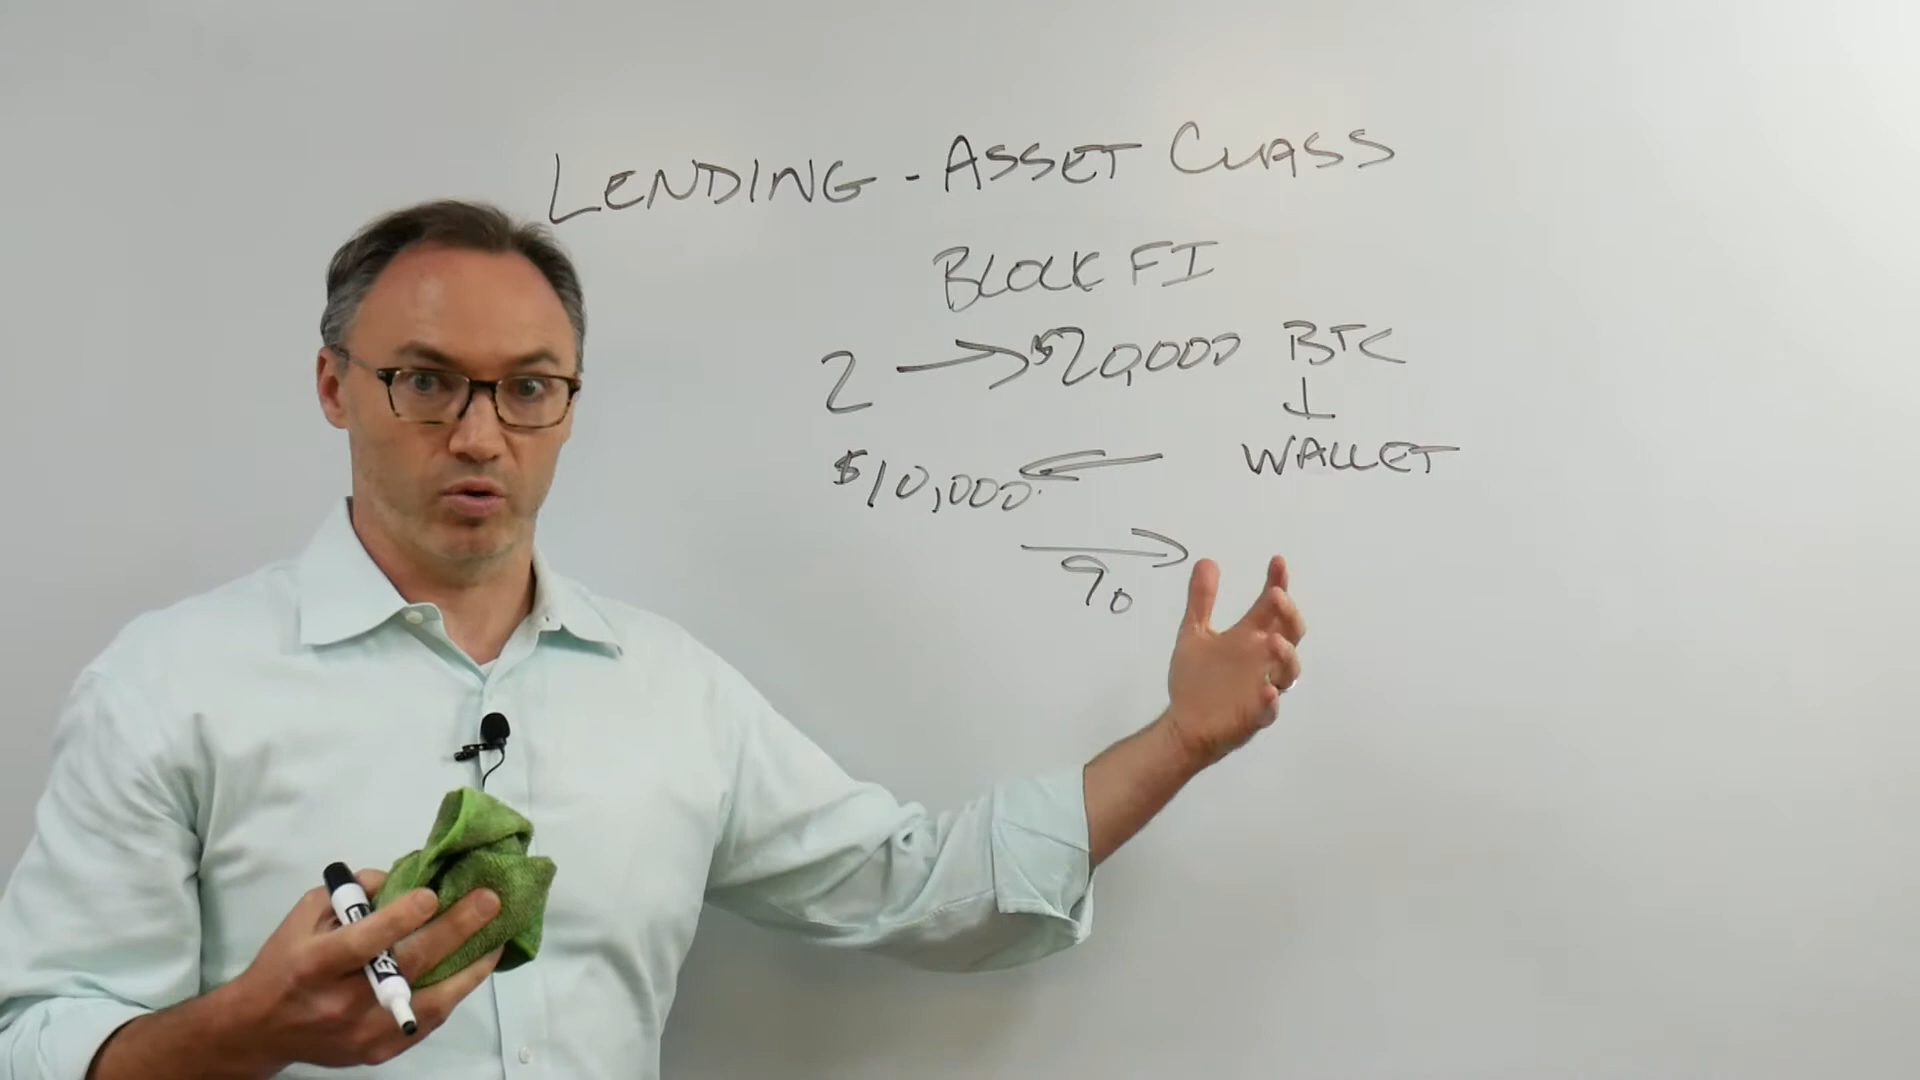 LENDING - ASSET CLASS
BLOCK FI
2 → $20,000 BTC
↓
$10,000 ← WALLET
→